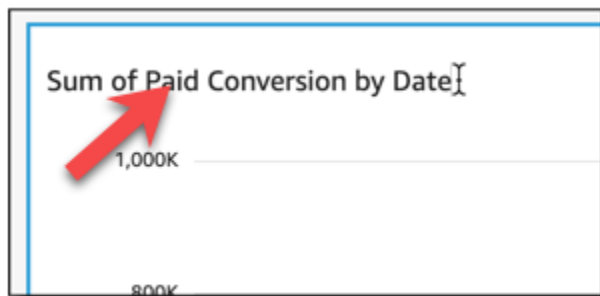 Sum of Paid Conversion by Date
1,000K
800K